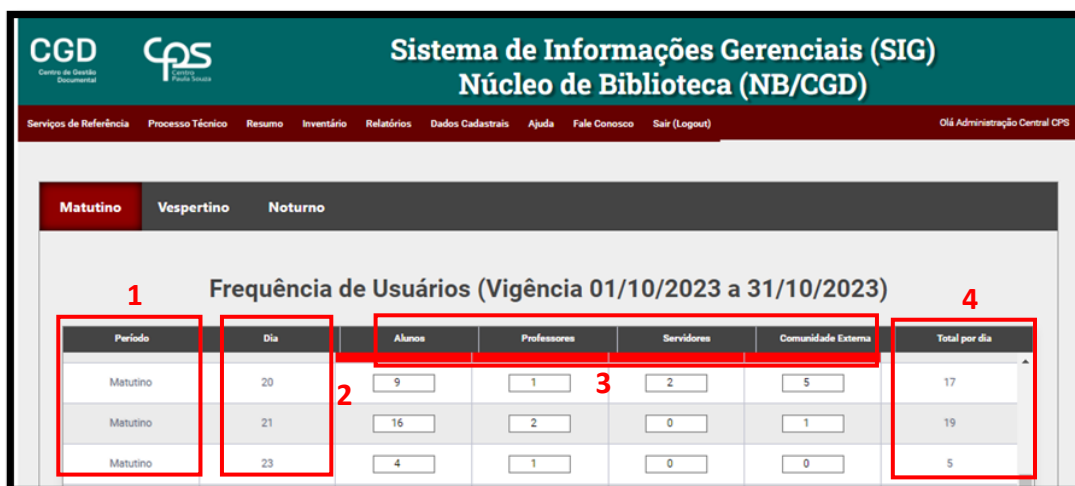 CGD
Centro de Gestão
Documental
CPS
Centro
Paula Souza
Sistema de Informações Gerenciais (SIG)
Núcleo de Biblioteca (NB/CGD)
Serviços de Referência Processo Técnico Resumo Inventário Relatórios Dados Cadastrais Ajuda Fale Conosco Sair (Logout) Olá Administração Central CPS
Matutino Vespertino Noturno
Frequência de Usuários (Vigência 01/10/2023 a 31/10/2023)
1 4
Período Dia Alunos Professores Servidores Comunidade Externa Total por dia
Matutino 20 9 1 2 5 17
2 3
Matutino 21 16 2 0 1 19
Matutino 23 4 1 0 0 5